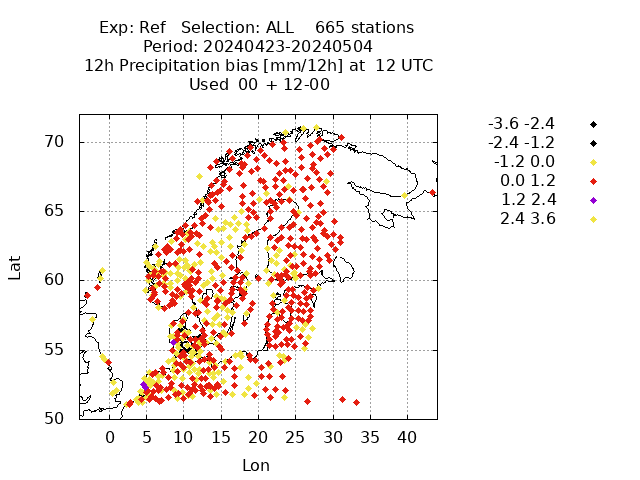 Exp: Ref   Selection: ALL    665 stations
Period: 20240423-20240504
12h Precipitation bias [mm/12h] at  12 UTC
Used  00 + 12-00
-3.6 -2.4
-2.4 -1.2
-1.2 0.0
0.0 1.2
1.2 2.4
2.4 3.6
70
65
60
55
50
Lat
0 5 10 15 20 25 30 35 40
Lon